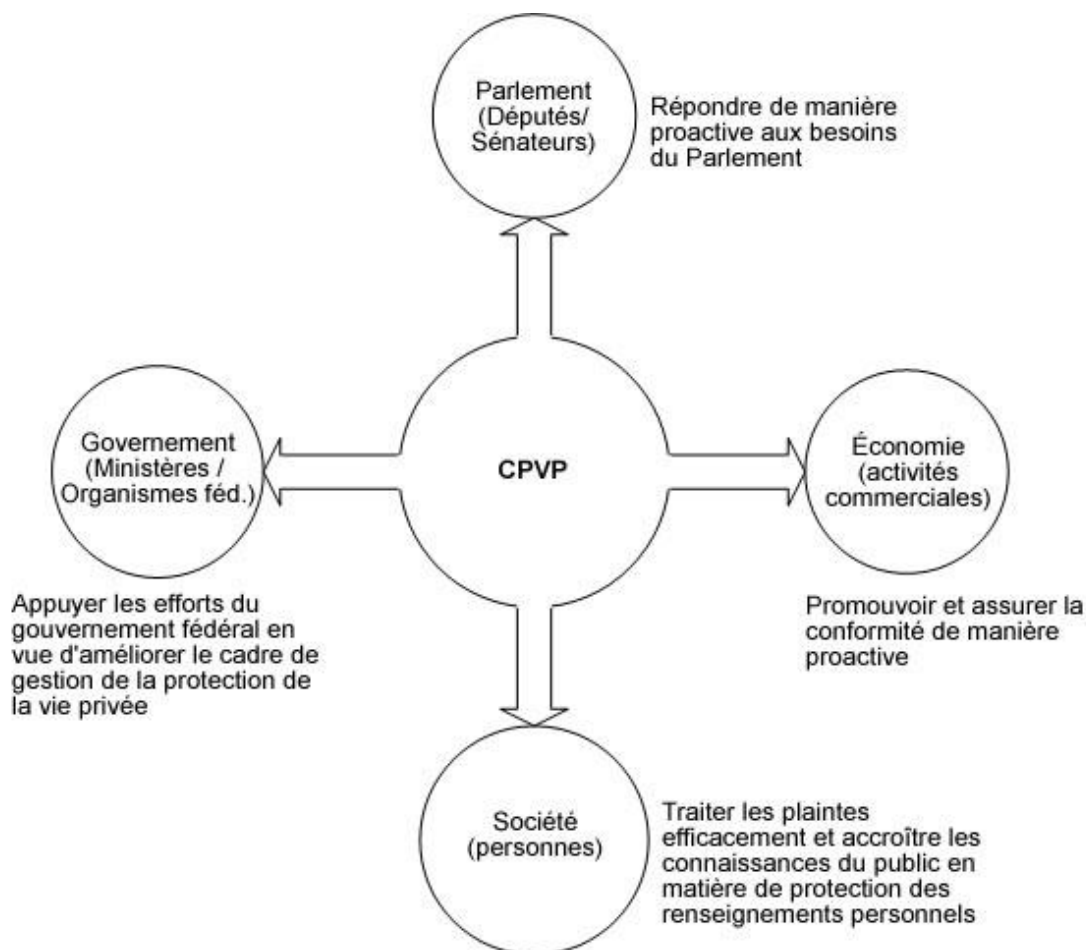 Parlement
(Députés/
Sénateurs)
Répondre de manière
proactive aux besoins
du Parlement
Governement
(Ministères /
Organismes féd.)
CPVP
Économie
(activités
commerciales)
Appuyer les efforts du
gouvernement fédéral en
vue d'améliorer le cadre de
gestion de la protection de
la vie privée
Promouvoir et assurer la
conformité de manière
proactive
Société
(personnes)
Traiter les plaintes
efficacement et accroître les
connaissances du public en
matière de protection des
renseignements personnels